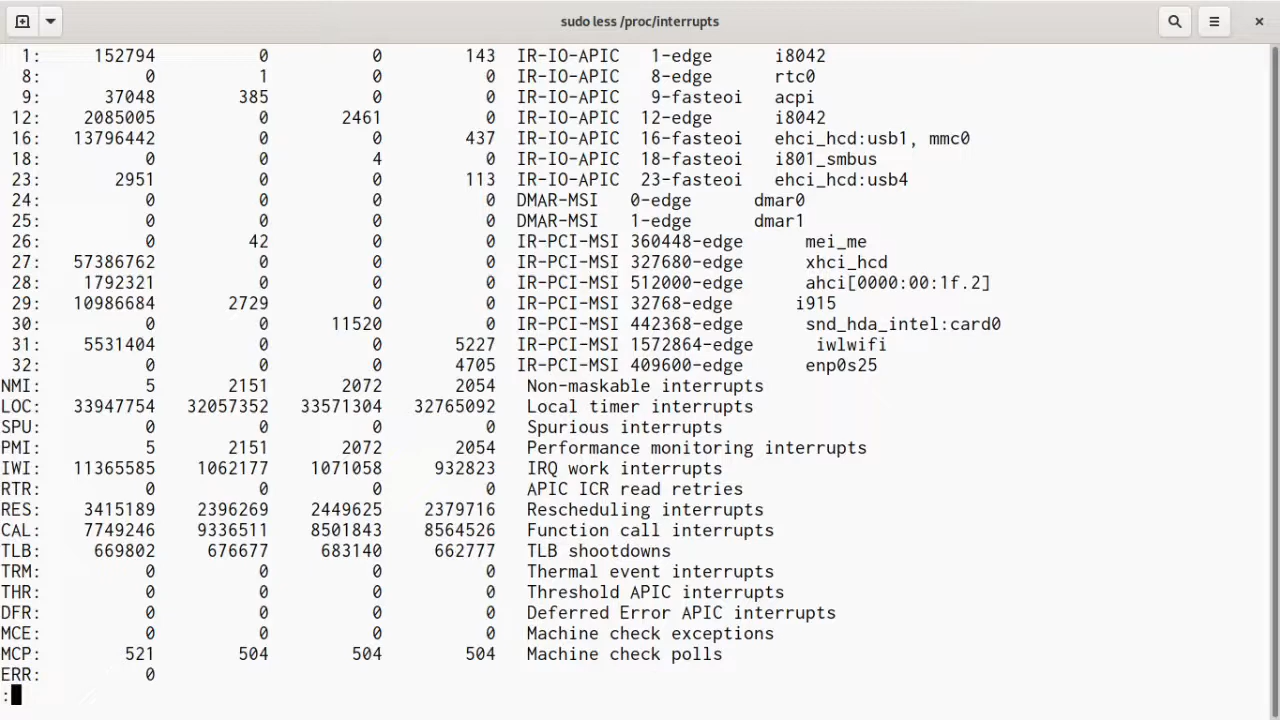 sudo less /proc/interrupts
1: 152794 0 0 143 IR-IO-APIC 1-edge i8042
8: 0 1 0 0 IR-IO-APIC 8-edge rtc0
9: 37048 385 0 0 IR-IO-APIC 9-fasteoi acpi
12: 2085005 0 2461 0 IR-IO-APIC 12-edge i8042
16: 13796442 0 0 437 IR-IO-APIC 16-fasteoi ehci_hcd:usb1, mmc0
18: 0 0 4 0 IR-IO-APIC 18-fasteoi i801_smbus
23: 2951 0 0 113 IR-IO-APIC 23-fasteoi ehci_hcd:usb4
24: 0 0 0 0 DMAR-MSI 0-edge dmar0
25: 0 0 0 0 DMAR-MSI 1-edge dmar1
26: 0 42 0 0 IR-PCI-MSI 360448-edge mei_me
27: 57386762 0 0 0 IR-PCI-MSI 327680-edge xhci_hcd
28: 1792321 0 0 0 IR-PCI-MSI 512000-edge ahci[0000:00:1f.2]
29: 10986684 2729 0 0 IR-PCI-MSI 32768-edge i915
30: 0 0 11520 0 IR-PCI-MSI 442368-edge snd_hda_intel:card0
31: 5531404 0 0 5227 IR-PCI-MSI 1572864-edge iwlwifi
32: 0 0 0 4705 IR-PCI-MSI 409600-edge enp0s25
NMI: 5 2151 2072 2054 Non-maskable interrupts
LOC: 33947754 32057352 33571304 32765092 Local timer interrupts
SPU: 0 0 0 0 Spurious interrupts
PMI: 5 2151 2072 2054 Performance monitoring interrupts
IWI: 11365585 1062177 1071058 932823 IRQ work interrupts
RTR: 0 0 0 0 APIC ICR read retries
RES: 3415189 2396269 2449625 2379716 Rescheduling interrupts
CAL: 7749246 9336511 8501843 8564526 Function call interrupts
TLB: 669802 676677 683140 662777 TLB shootdowns
TRM: 0 0 0 0 Thermal event interrupts
THR: 0 0 0 0 Threshold APIC interrupts
DFR: 0 0 0 0 Deferred Error APIC interrupts
MCE: 0 0 0 0 Machine check exceptions
MCP: 521 504 504 504 Machine check polls
ERR: 0
: